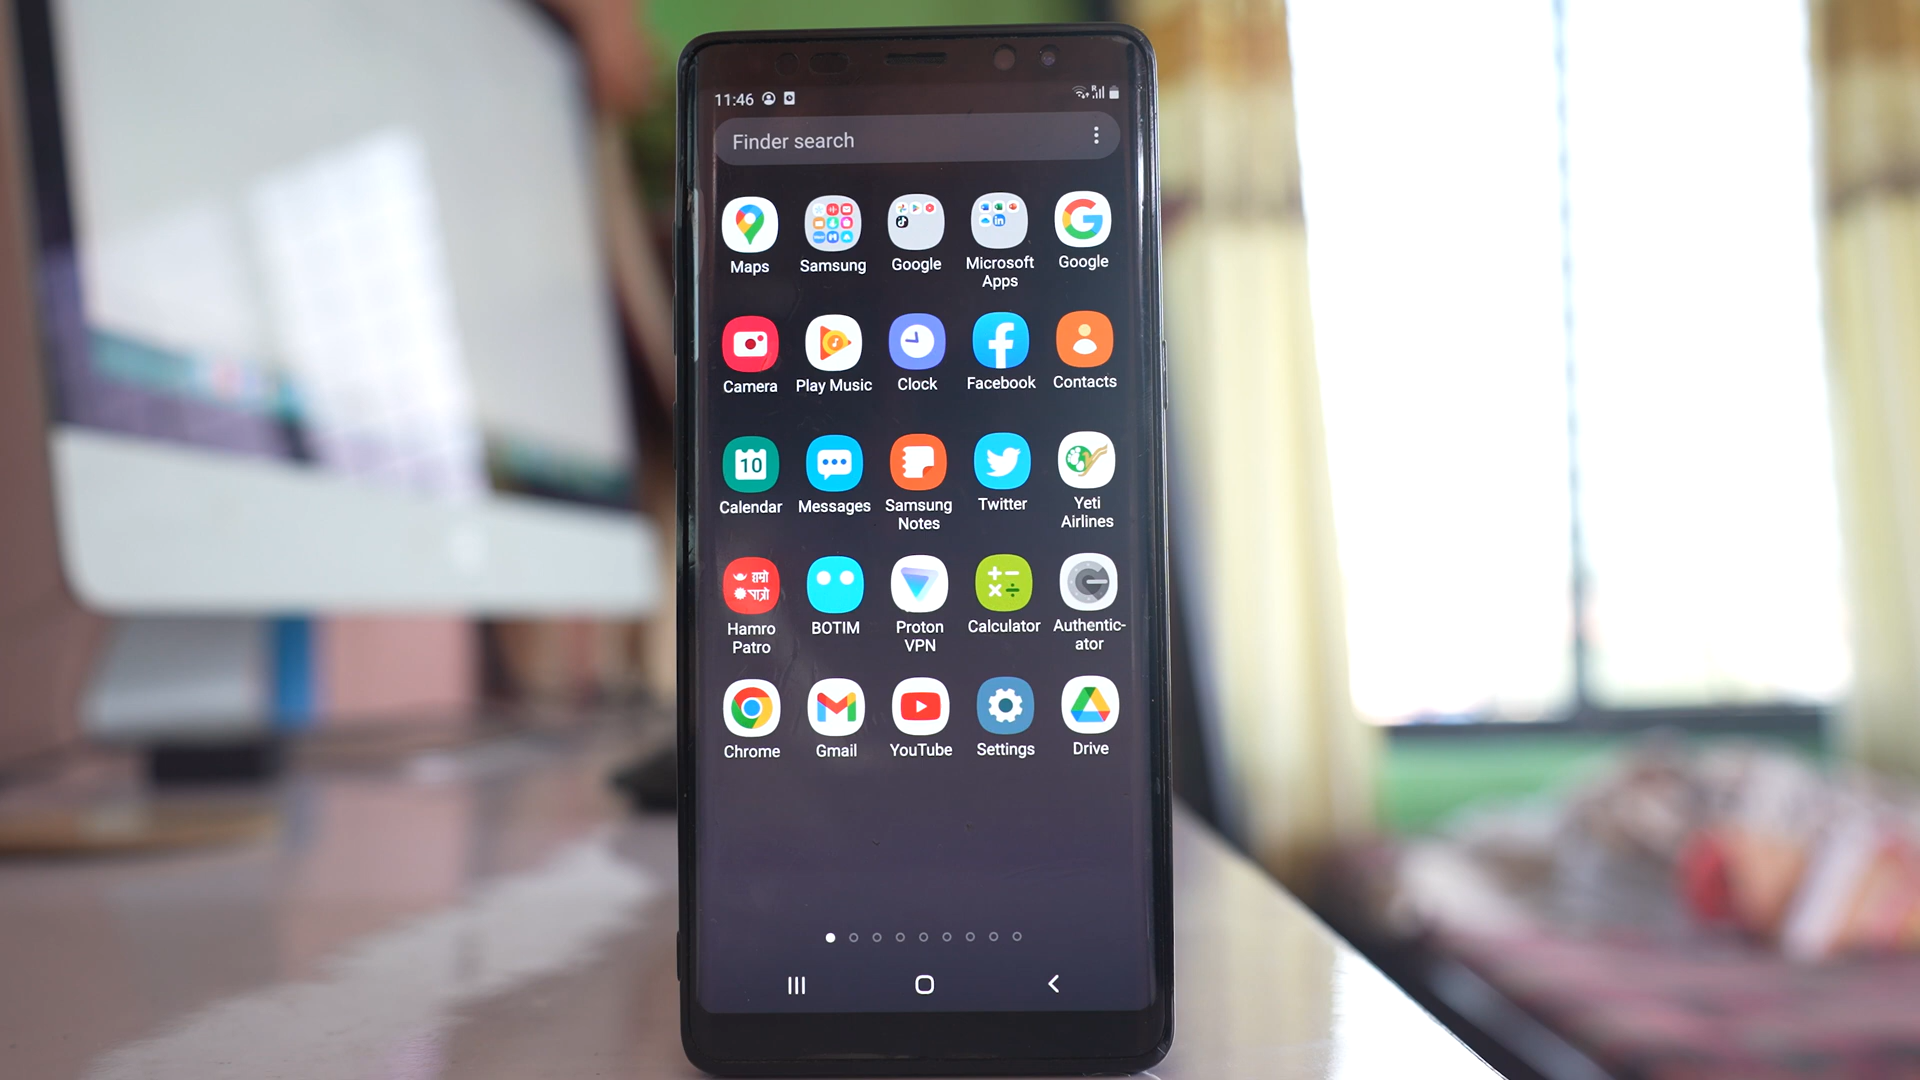 11:46
Finder search
Maps
Samsung
Google
Microsoft
Apps
Google
Camera
Play Music
Clock
Facebook
Contacts
10
Calendar
Messages
Samsung
Notes
Twitter
Yeti
Airlines
हाम्रो
पात्रो
Hamro
Patro
BOTIM
Proton
VPN
Calculator
Authentic-
ator
Chrome
Gmail
YouTube
Settings
Drive